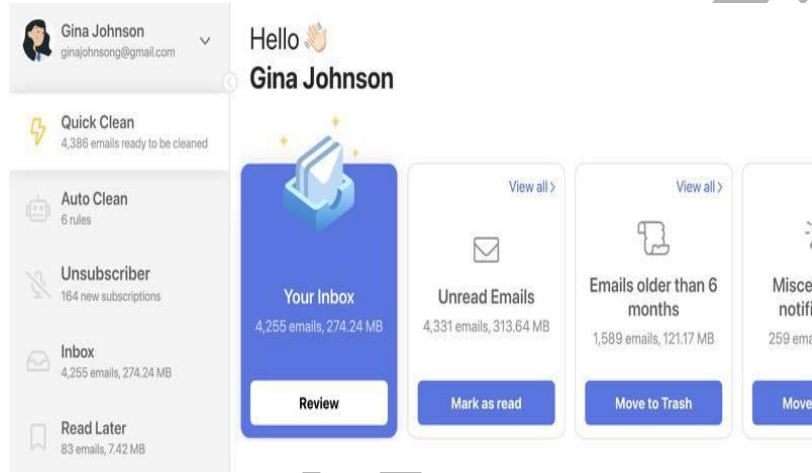 Gina Johnson
ginajohnsong@gmail.com
Quick Clean
4,386 emails ready to be cleaned
Auto Clean
6 rules
Unsubscriber
164 new subscriptions
Inbox
4,255 emails, 274.24 MB
Read Later
83 emails, 7.42 MB
Hello 👋🏻
Gina Johnson
Your Inbox
4,255 emails, 274.24 MB
Review
View all >
Unread Emails
4,331 emails, 313.64 MB
Mark as read
View all >
Emails older than 6
months
1,589 emails, 121.17 MB
Move to Trash
259
Move